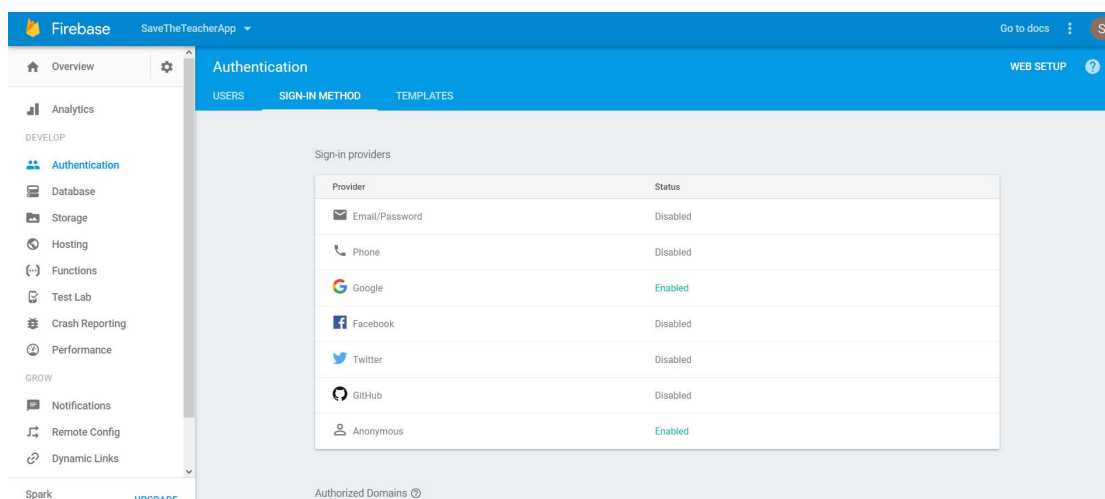 Firebase SaveTheTeacherApp Go to docs S
Overview
Authentication WEB SETUP ?
USERS SIGN-IN METHOD TEMPLATES
Analytics
DEVELOP
Authentication
Database
Storage
Hosting
Functions
Test Lab
Crash Reporting
Performance
GROW
Notifications
Remote Config
Dynamic Links
Spark UPGRADE
Sign-in providers
Provider Status
Email/Password Disabled
Phone Disabled
Google Enabled
Facebook Disabled
Twitter Disabled
GitHub Disabled
Anonymous Enabled
Authorized Domains ?